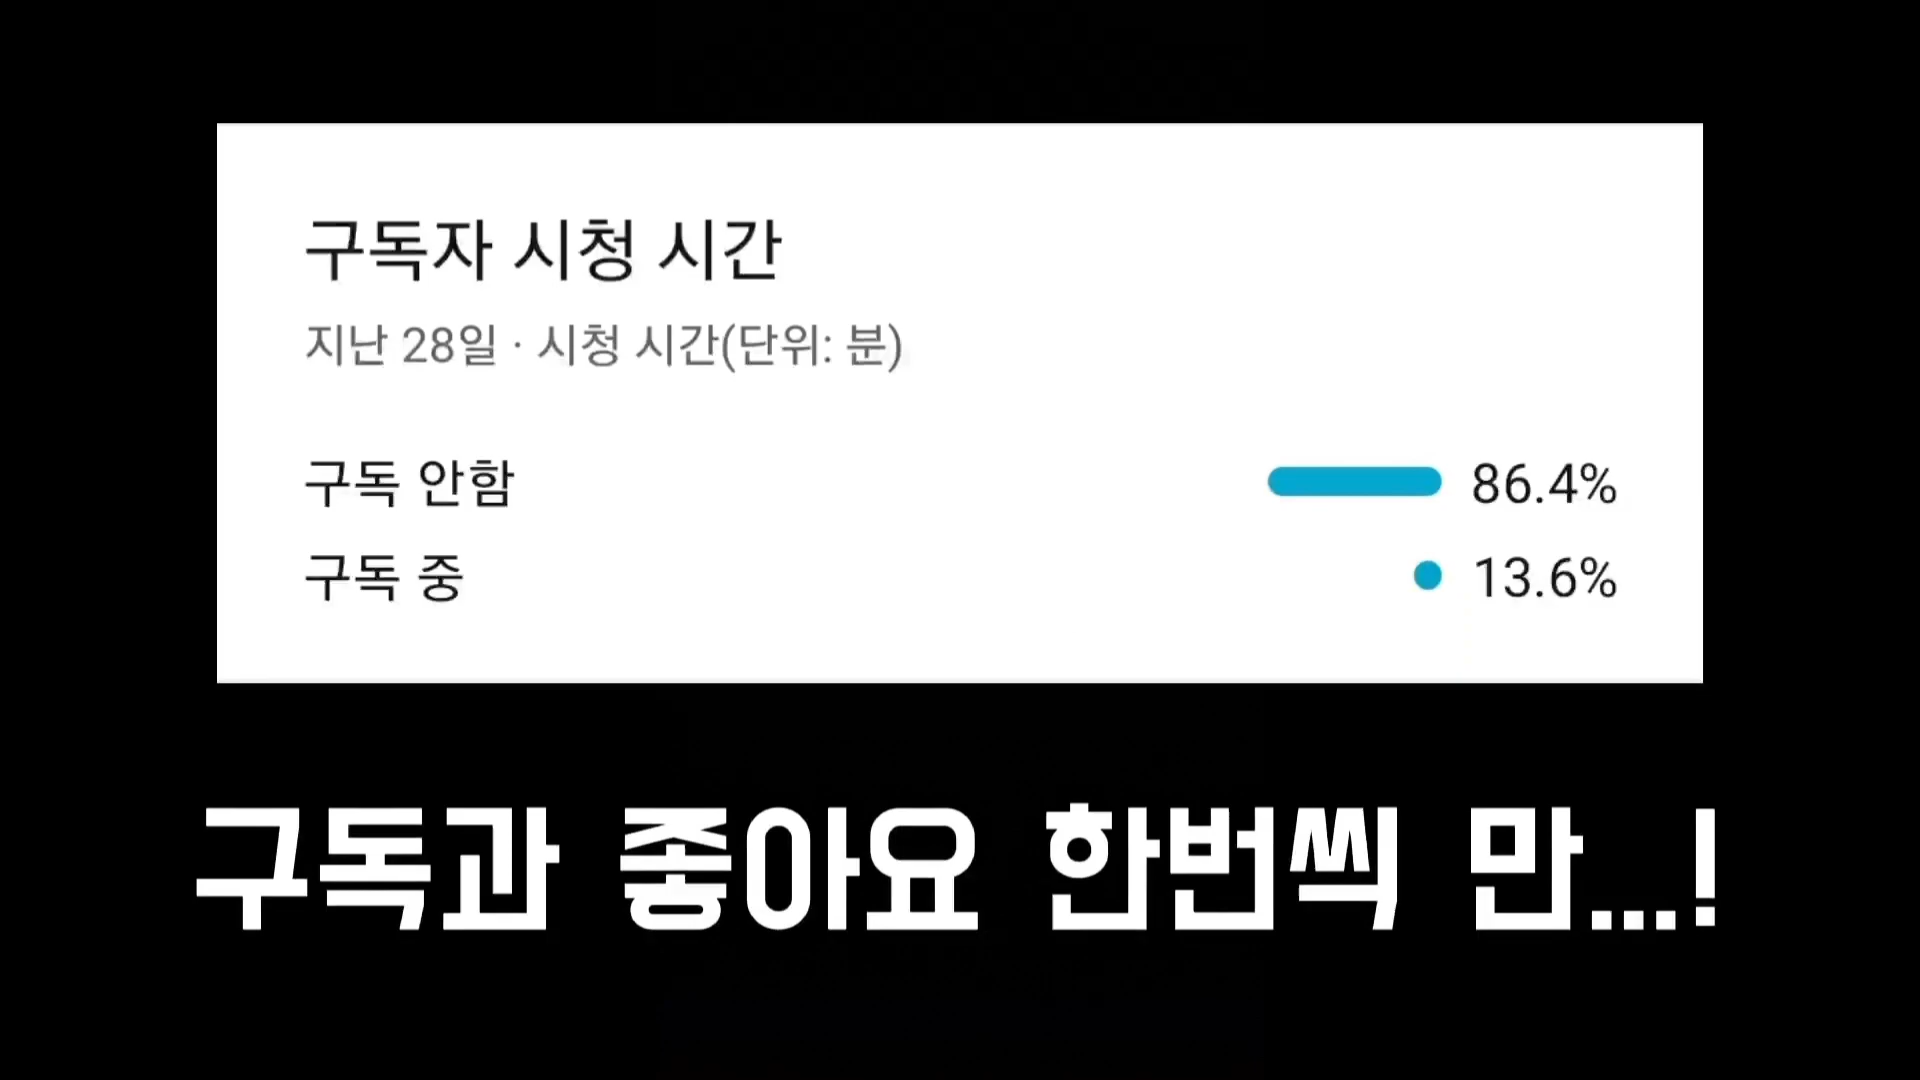 구독자 시청 시간
지난 28일 · 시청 시간(단위: 분)
구독 안함 86.4%
구독 중 13.6%
구독과 좋아요 한번씩 만...!